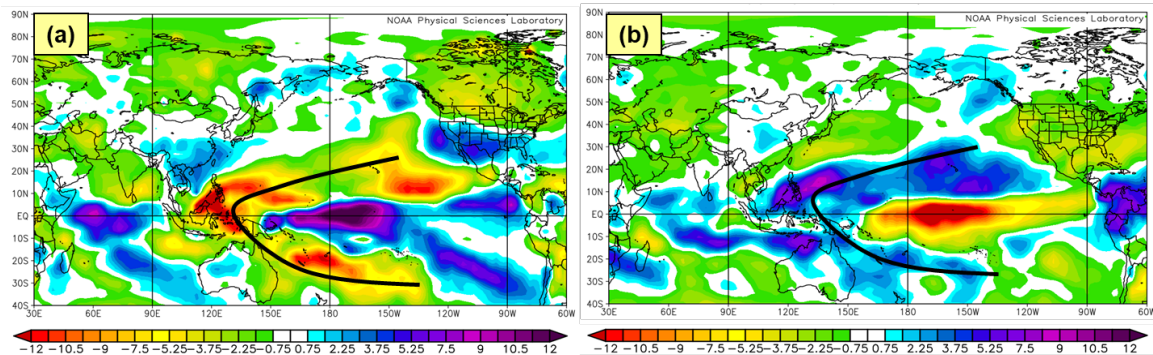 NOAA Physical Sciences Laboratory
(a)
90N
80N
70N
60N
50N
40N
30N
20N
10N
EQ
10S
20S
30S
40S
30E 60E 90E 120E 150E 180 150W 120W 90W 60W
-12 -10.5 -9 -7.5 -5.25 -3.75 -2.25 -0.75 0.75 2.25 3.75 5.25 7.5 9 10.5 12
NOAA Physical Sciences Laboratory
(b)
90N
80N
70N
60N
50N
40N
30N
20N
10N
EQ
10S
20S
30S
40S
30E 60E 90E 120E 150E 180 150W 120W 90W 60W
-12 -10.5 -9 -7.5 -5.25 -3.75 -2.25 -0.75 0.75 2.25 3.75 5.25 7.5 9 10.5 12